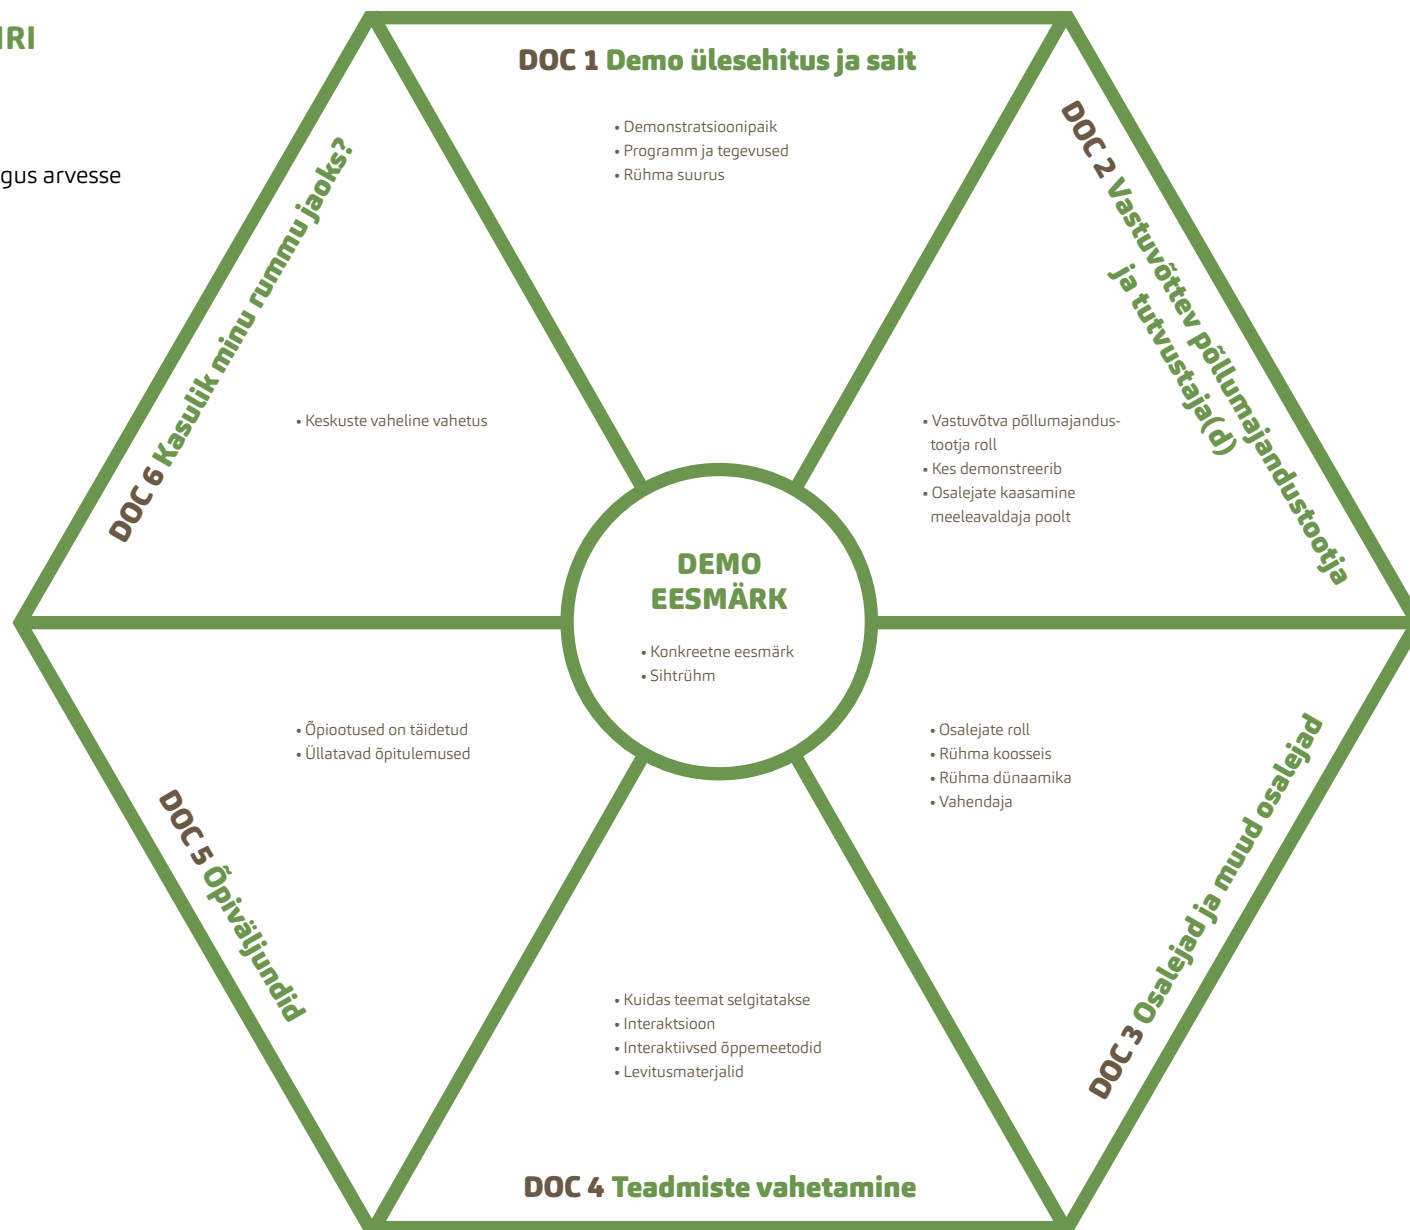 IRI
gus arvesse
DOC 1 Demo ülesehitus ja sait
• Demonstratsioonipaik
• Programm ja tegevused
• Rühma suurus
DOC 2 Vastuvõttev põllumajandustootja
ja tutvustaja(d)
• Vastuvõtva põllumajandus-
tootja roll
• Kes demonstreerib
• Osalejate kaasamine
meeleavaldaja poolt
DOC 3 Osalejad ja muud osalejad
• Osalejate roll
• Rühma koosseis
• Rühma dünaamika
• Vahendaja
DOC 4 Teadmiste vahetamine
• Kuidas teemat selgitatakse
• Interaktsioon
• Interaktiivsed õppemeetodid
• Levitusmaterjalid
DOC 5 Õpiväljundid
• Õpiootused on täidetud
• Üllatavad õpitulemused
DOC 6 Kasulik minu rummu jaoks?
• Keskuste vaheline vahetus
DEMO
EESMÄRK
• Konkreetne eesmärk
• Sihtrühm